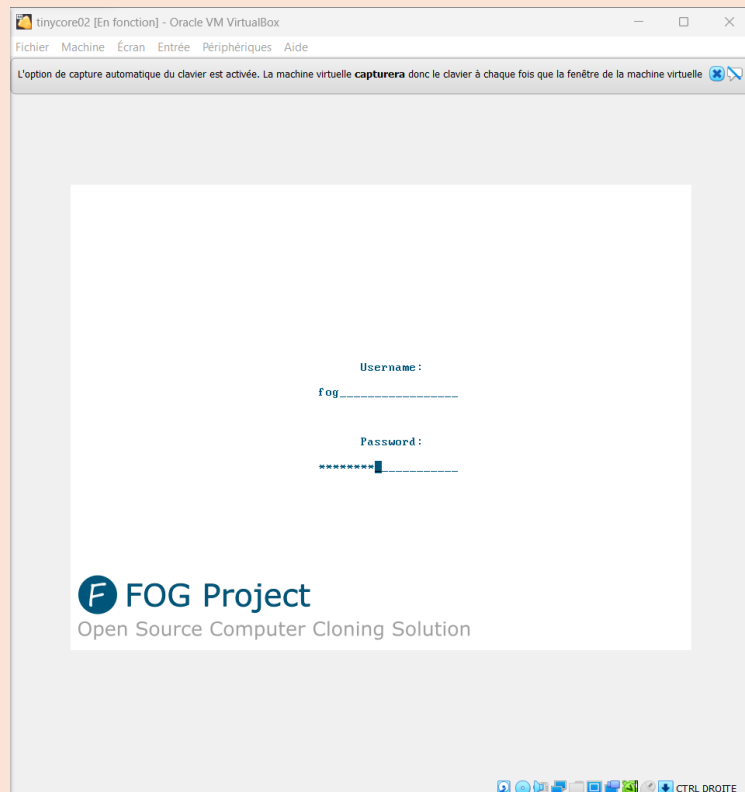 tinycore02 [En fonction] - Oracle VM VirtualBox
Fichier Machine Écran Entrée Périphériques Aide
L'option de capture automatique du clavier est activée. La machine virtuelle capturera donc le clavier à chaque fois que la fenêtre de la machine virtuelle
Username:
fog_________________
Password:
********____________
F FOG Project
Open Source Computer Cloning Solution
CTRL DROITE